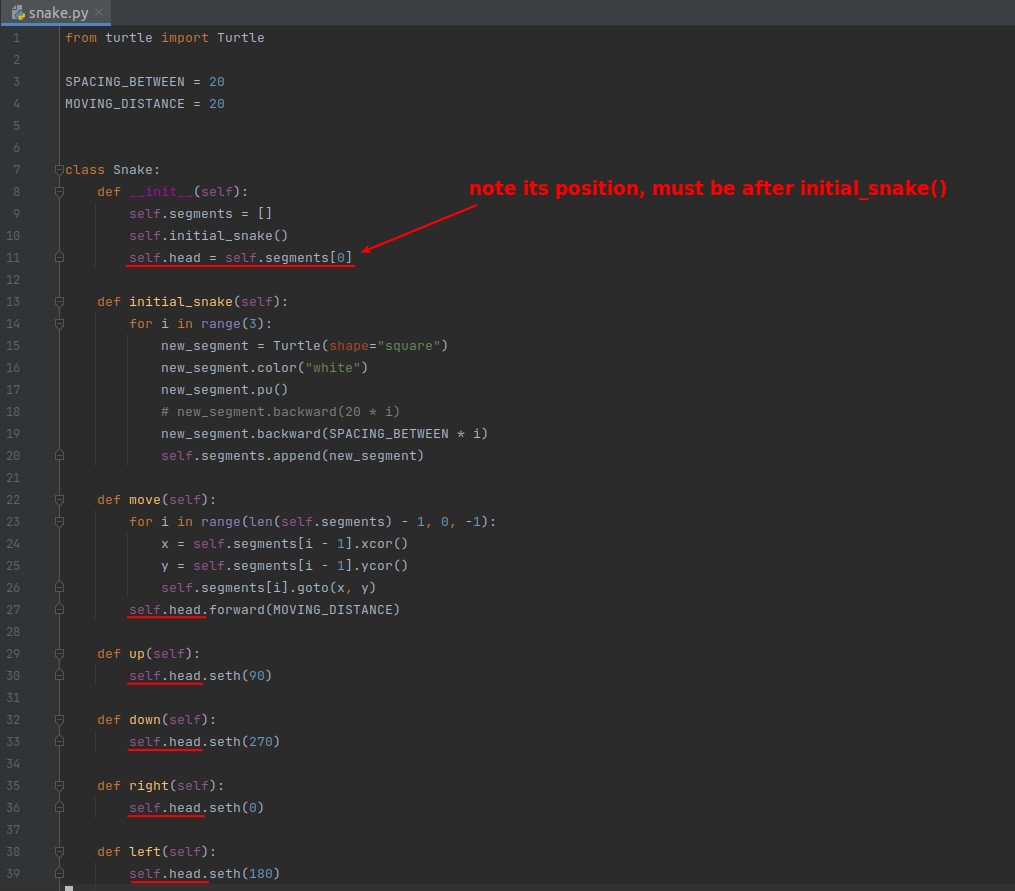 snake.py
1 from turtle import Turtle
2
3 SPACING_BETWEEN = 20
4 MOVING_DISTANCE = 20
5
6
7 class Snake:
8     def __init__(self):
note its position, must be after initial_snake()
9         self.segments = []
10         self.initial_snake()
11         self.head = self.segments[0]
12
13     def initial_snake(self):
14         for i in range(3):
15             new_segment = Turtle(shape="square")
16             new_segment.color("white")
17             new_segment.pu()
18             # new_segment.backward(20 * i)
19             new_segment.backward(SPACING_BETWEEN * i)
20             self.segments.append(new_segment)
21
22     def move(self):
23         for i in range(len(self.segments) - 1, 0, -1):
24             x = self.segments[i - 1].xcor()
25             y = self.segments[i - 1].ycor()
26             self.segments[i].goto(x, y)
27         self.head.forward(MOVING_DISTANCE)
28
29     def up(self):
30         self.head.seth(90)
31
32     def down(self):
33         self.head.seth(270)
34
35     def right(self):
36         self.head.seth(0)
37
38     def left(self):
39         self.head.seth(180)